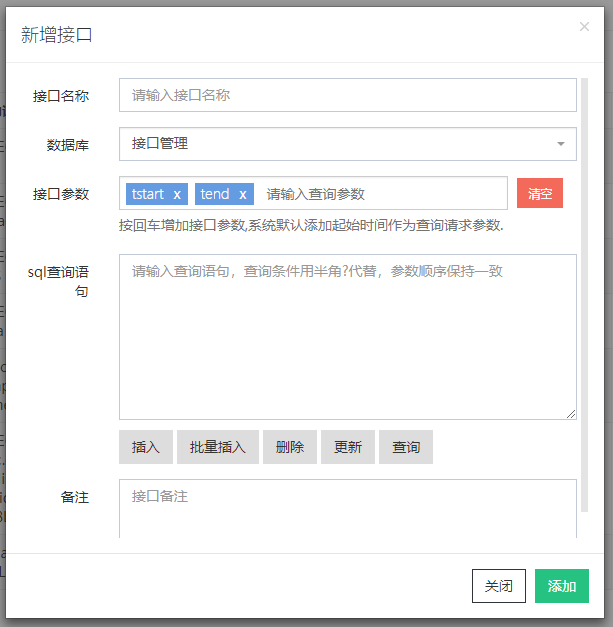 新增接口
×
接口名称 请输入接口名称
数据库 接口管理
接口参数 tstart x tend x 请输入查询参数 清空
按回车增加接口参数,系统默认添加起始时间作为查询请求参数.
sql查询语句 请输入查询语句，查询条件用半角?代替，参数顺序保持一致
插入 批量插入 删除 更新 查询
备注 接口备注
关闭 添加